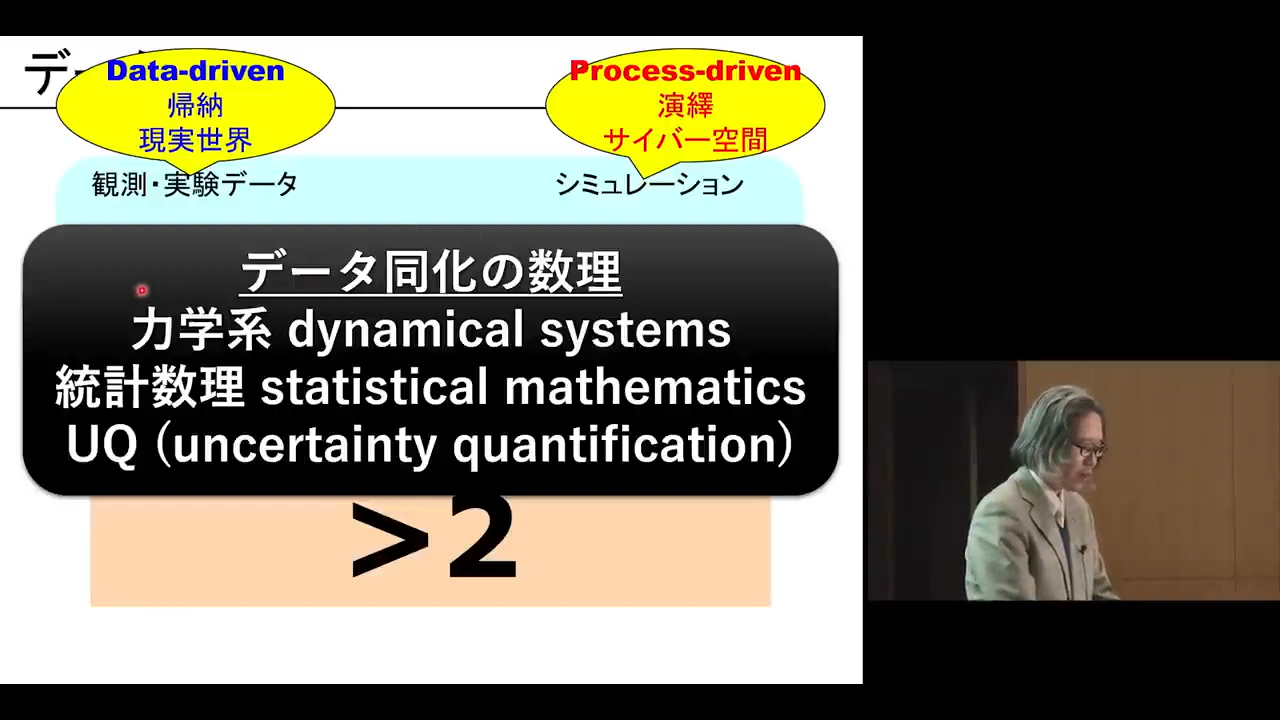 デー
Data-driven
帰納
現実世界
Process-driven
演繹
サイバー空間
観測・実験データ
シミュレーション
データ同化の数理
力学系 dynamical systems
統計数理 statistical mathematics
UQ (uncertainty quantification)
>2